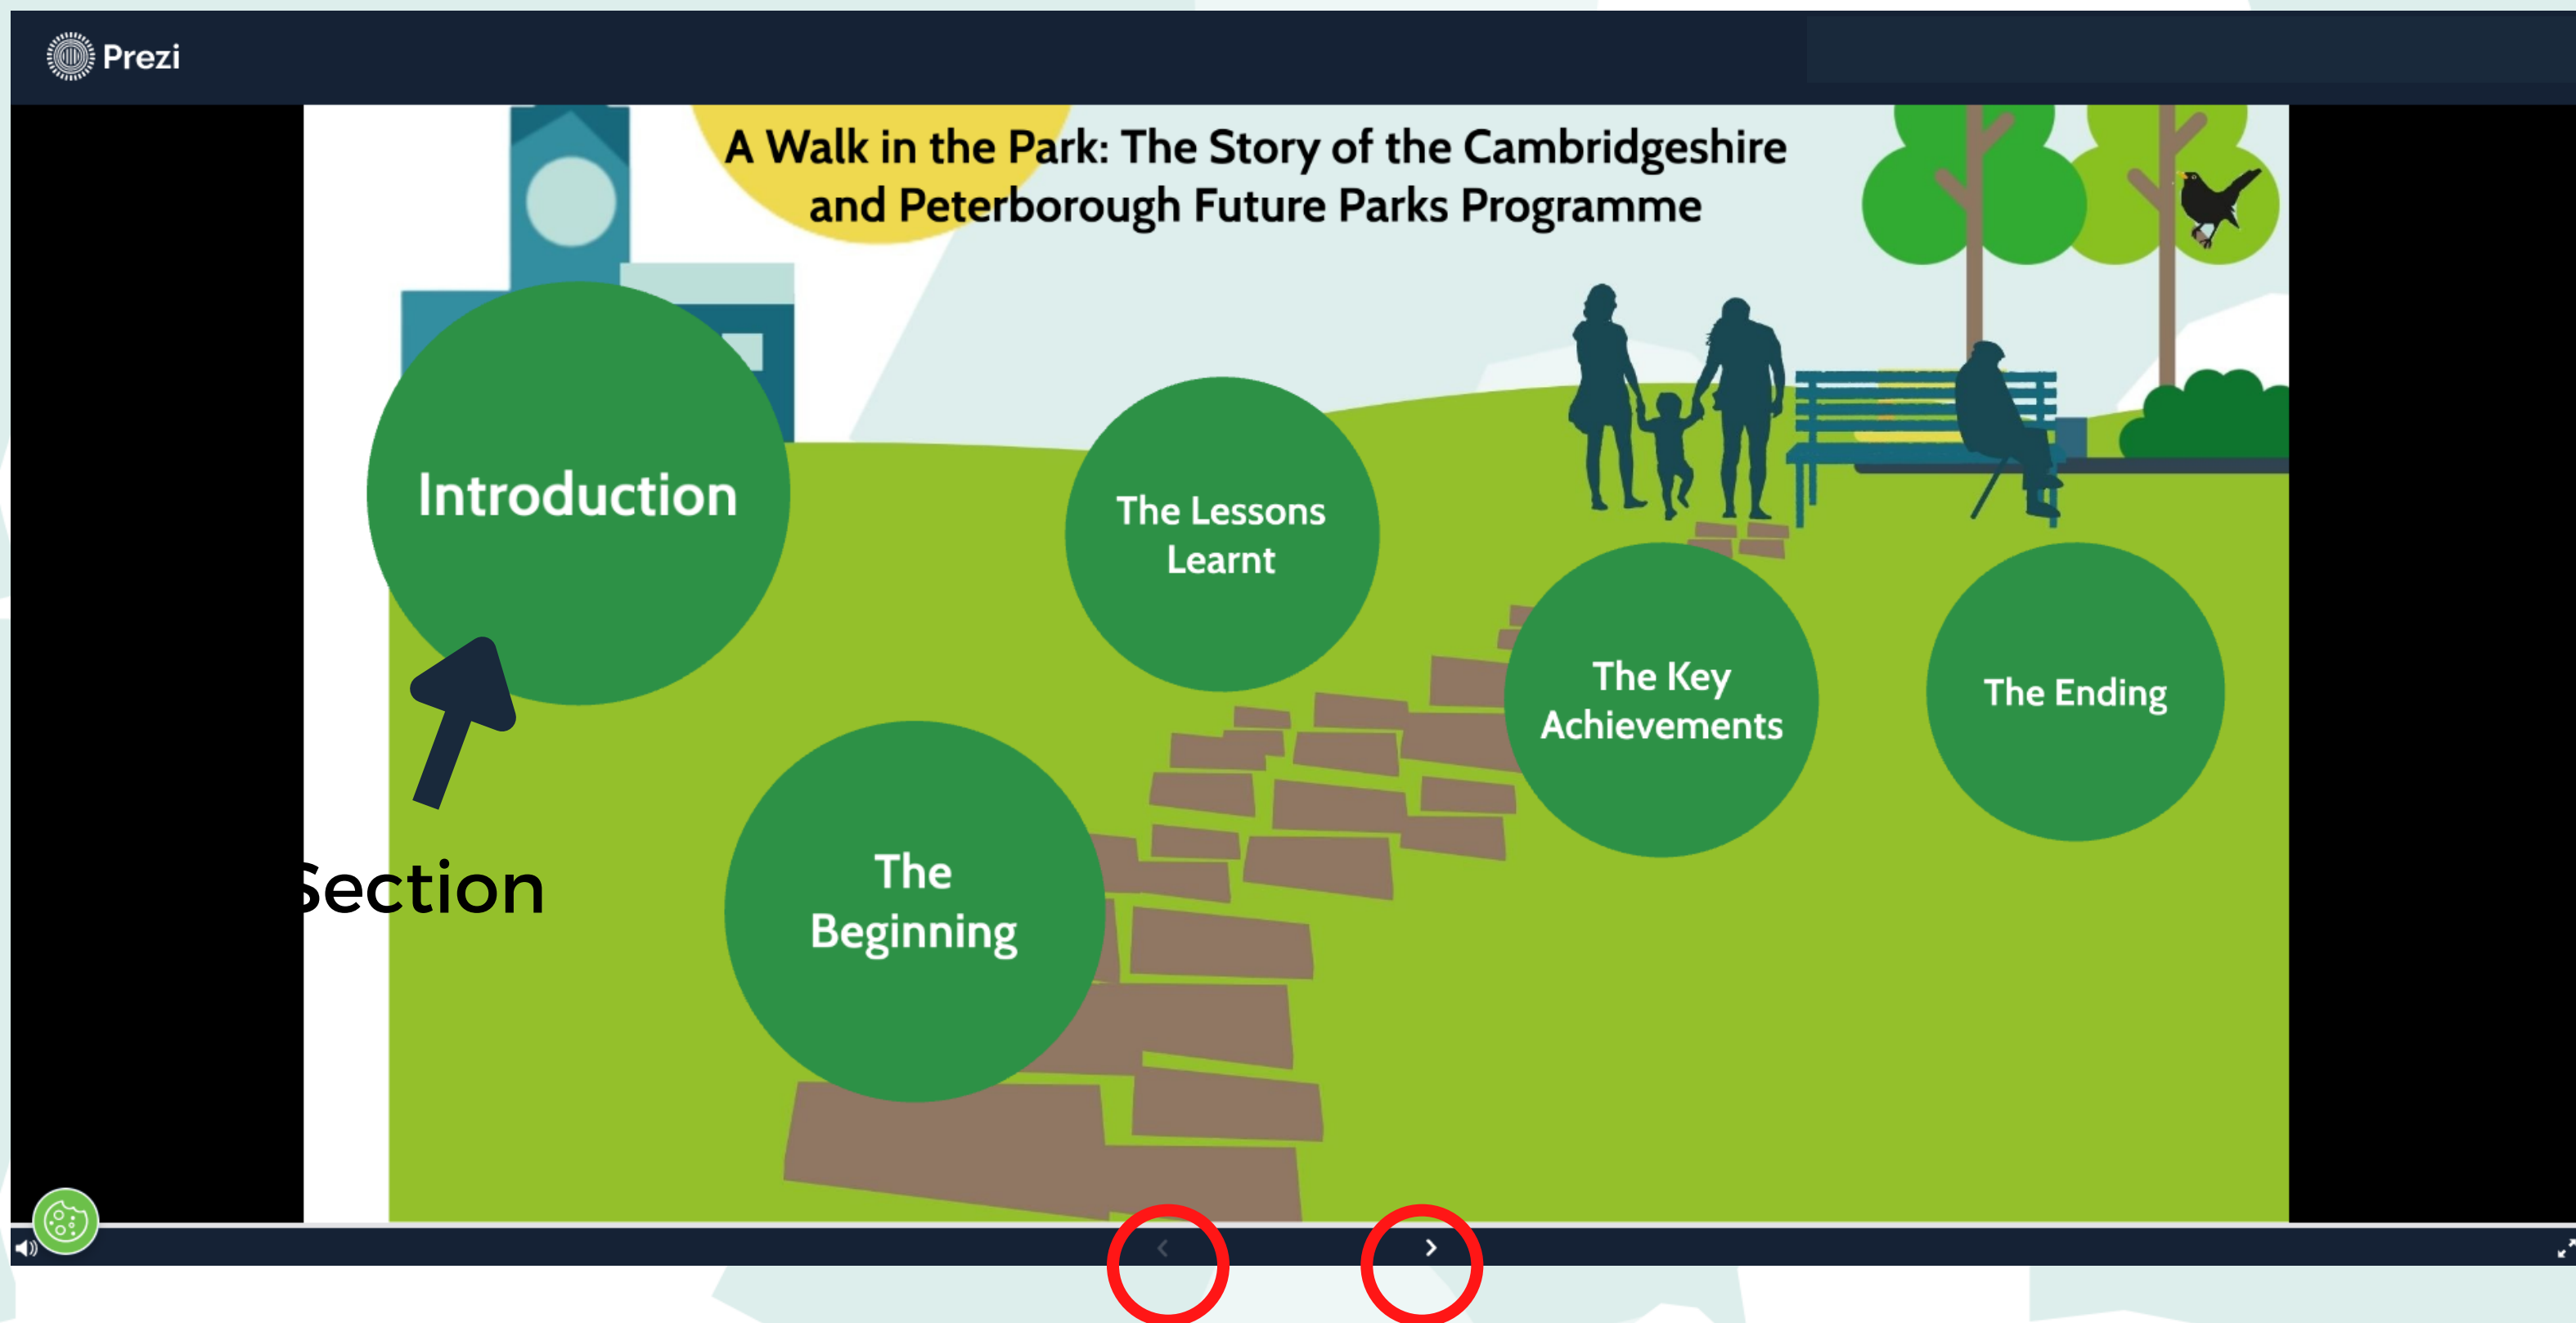 Prezi
A Walk in the Park: The Story of the Cambridgeshire
and Peterborough Future Parks Programme
Introduction
The Lessons
Learnt
The Key
Achievements
The Ending
Section
The
Beginning